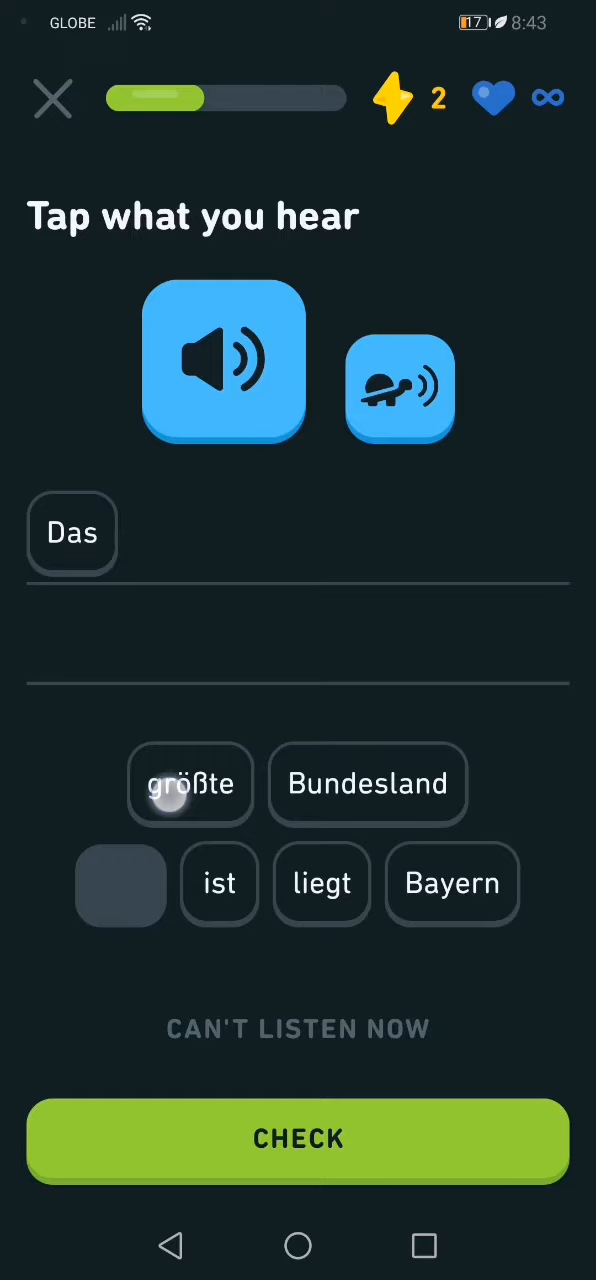 GLOBE 17 8:43
2 ∞
Tap what you hear
Das
größte Bundesland
ist liegt Bayern
CAN'T LISTEN NOW
CHECK